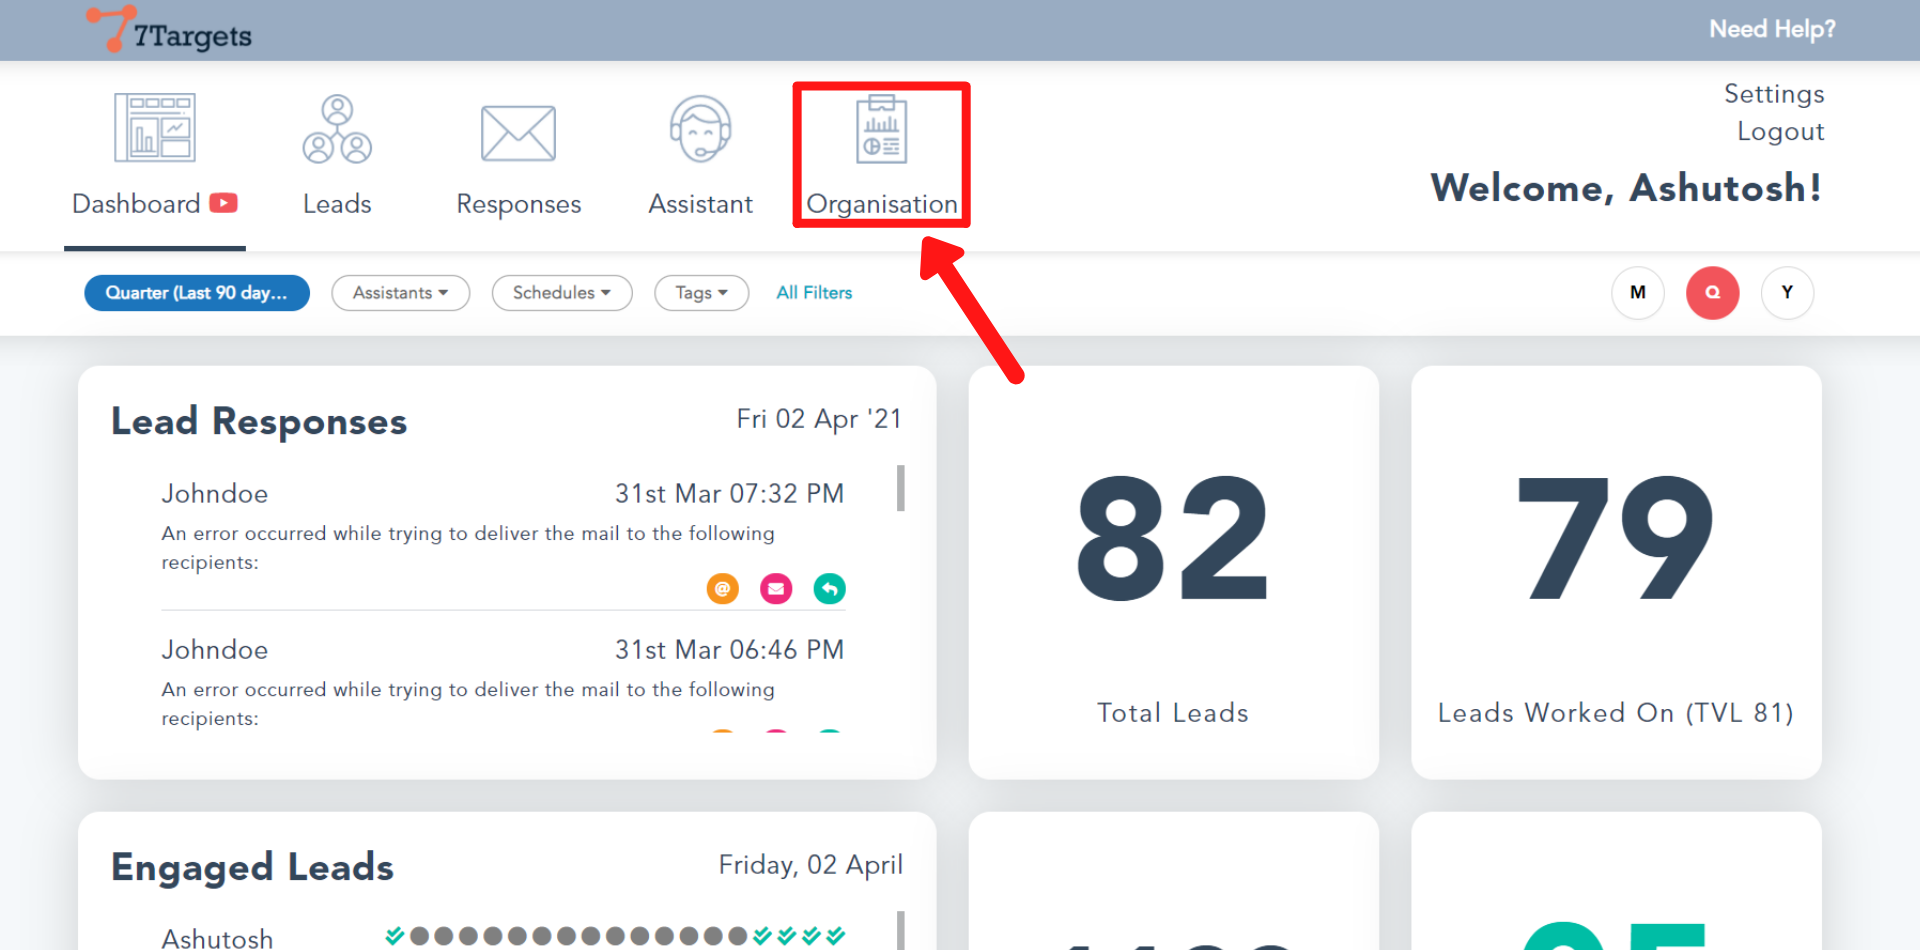 7Targets
Need Help?
Settings
Logout
Dashboard
Leads
Responses
Assistant
Organisation
Welcome, Ashutosh!
Quarter (Last 90 day...
Assistants
Schedules
Tags
All Filters
M
Q
Y
Lead Responses
Fri 02 Apr '21
Johndoe
31st Mar 07:32 PM
An error occurred while trying to deliver the mail to the following
recipients:
Johndoe
31st Mar 06:46 PM
An error occurred while trying to deliver the mail to the following
recipients:
82
Total Leads
79
Leads Worked On (TVL 81)
Engaged Leads
Friday, 02 April
Ashutosh